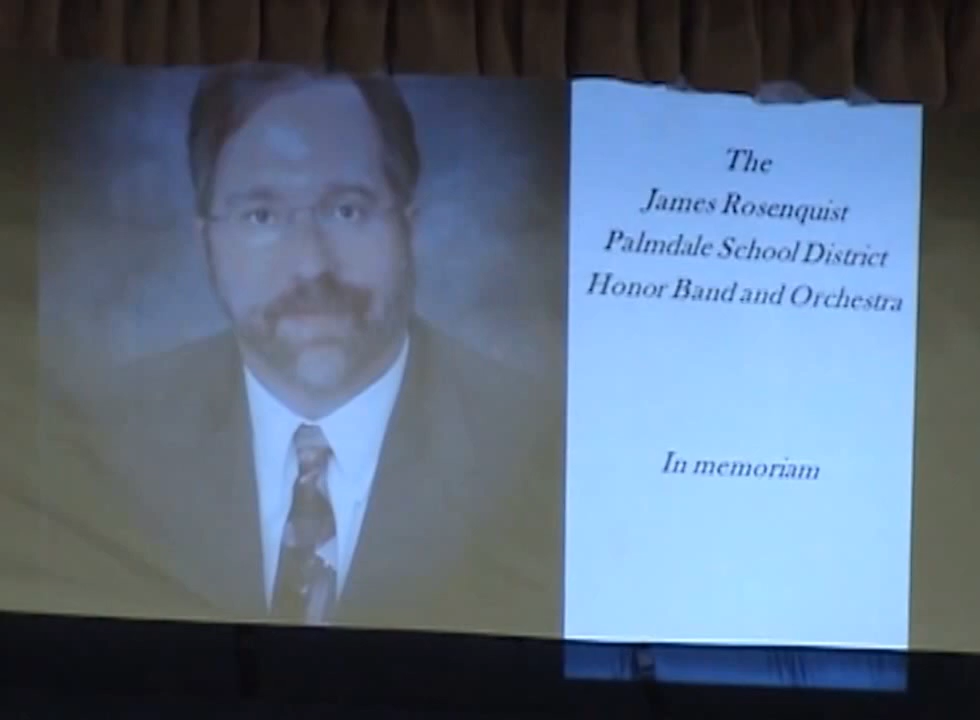 The
James Rosenquist
Palmdale School District
Honor Band and Orchestra
In memoriam